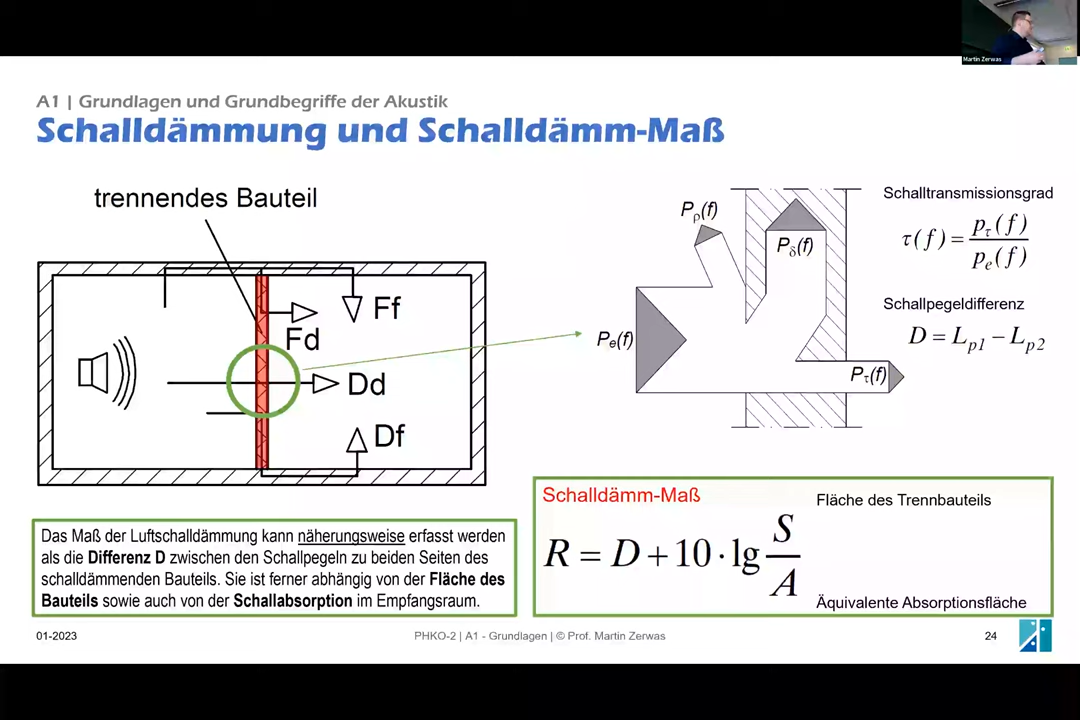 Martin Zerwas
A1 | Grundlagen und Grundbegriffe der Akustik
Schalldämmung und Schalldämm-Maß
trennendes Bauteil
Ff
Fd
Dd
Df
Pρ(f)
Pδ(f)
Pe(f)
Pτ(f)
Schalltransmissionsgrad
τ(f) = pτ(f) / pe(f)
Schallpegeldifferenz
D = Lp1 − Lp2
Das Maß der Luftschalldämmung kann näherungsweise erfasst werden
als die Differenz D zwischen den Schallpegeln zu beiden Seiten des
schalldämmenden Bauteils. Sie ist ferner abhängig von der Fläche des
Bauteils sowie auch von der Schallabsorption im Empfangsraum.
Schalldämm-Maß
Fläche des Trennbauteils
R = D + 10 · lg S / A
Äquivalente Absorptionsfläche
01-2023
PHKO-2 | A1 - Grundlagen | © Prof. Martin Zerwas
24